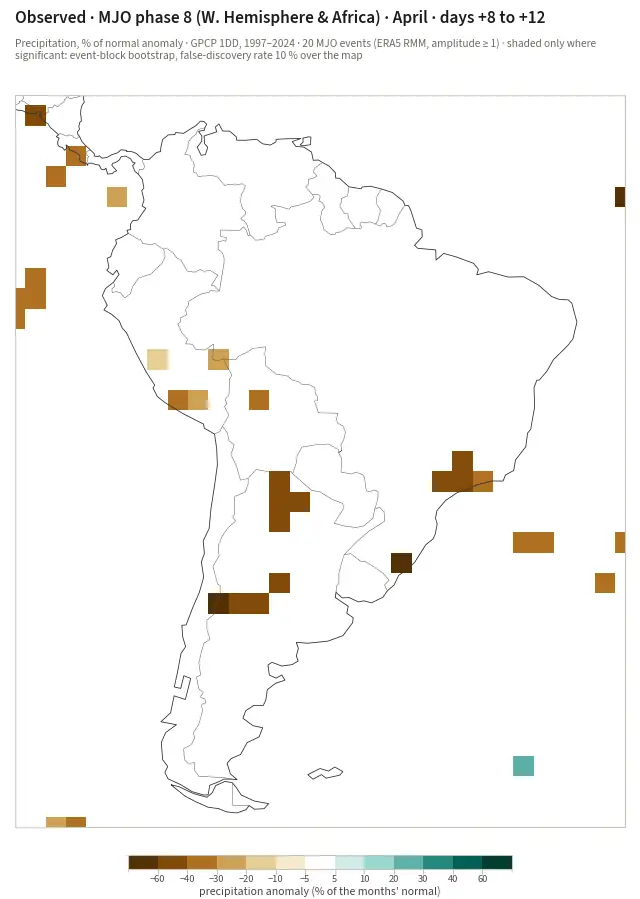 Observed · MJO phase 8 (W. Hemisphere & Africa) · April · days +8 to +12
Precipitation, % of normal anomaly · GPCP 1DD, 1997–2024 · 20 MJO events (ERA5 RMM, amplitude ≥ 1) · shaded only where
significant: event-block bootstrap, false-discovery rate 10 % over the map
−60 −40 −30 −20 −10 −5 5 10 20 30 40 60
precipitation anomaly (% of the months' normal)